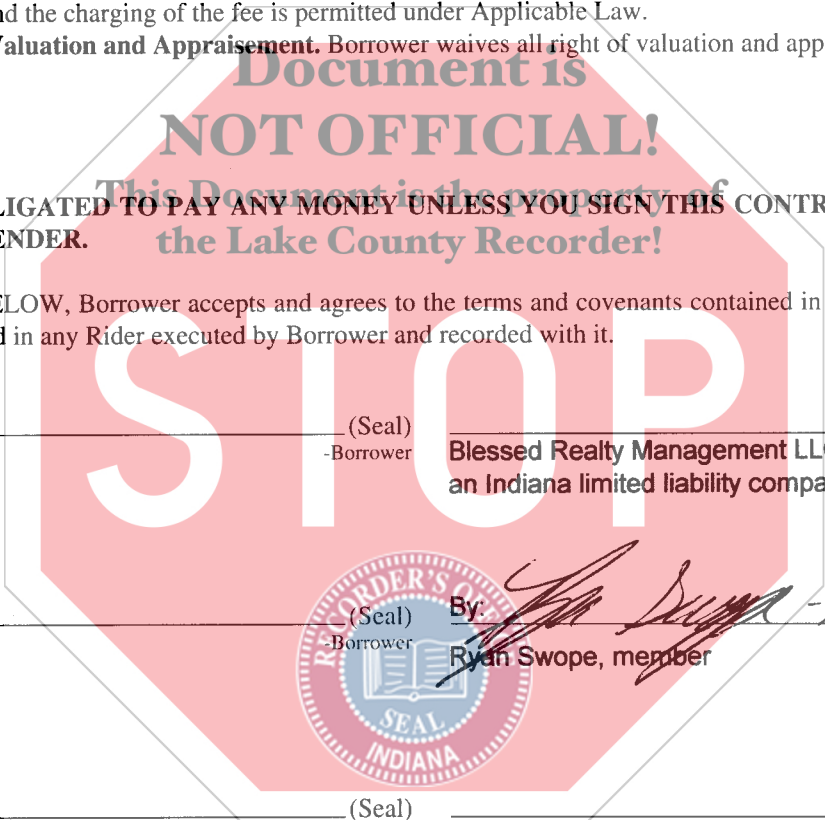 nd the charging of the fee is permitted under Applicable Law.
Valuation and Appraisement. Borrower waives all right of valuation and app
Document is
NOT OFFICIAL!
This Document is the property of
LIGATED TO PAY ANY MONEY UNLESS YOU SIGN THIS CONTR
ENDER.
the Lake County Recorder!
ELOW, Borrower accepts and agrees to the terms and covenants contained in
d in any Rider executed by Borrower and recorded with it.
STOP
(Seal)
-Borrower
Blessed Realty Management LLC
an Indiana limited liability compa
RECORDER'S OFFICE
(Seal)
By: Ryan Swope
-Borrower
Ryan Swope, member
SEAL
INDIANA
(Seal)